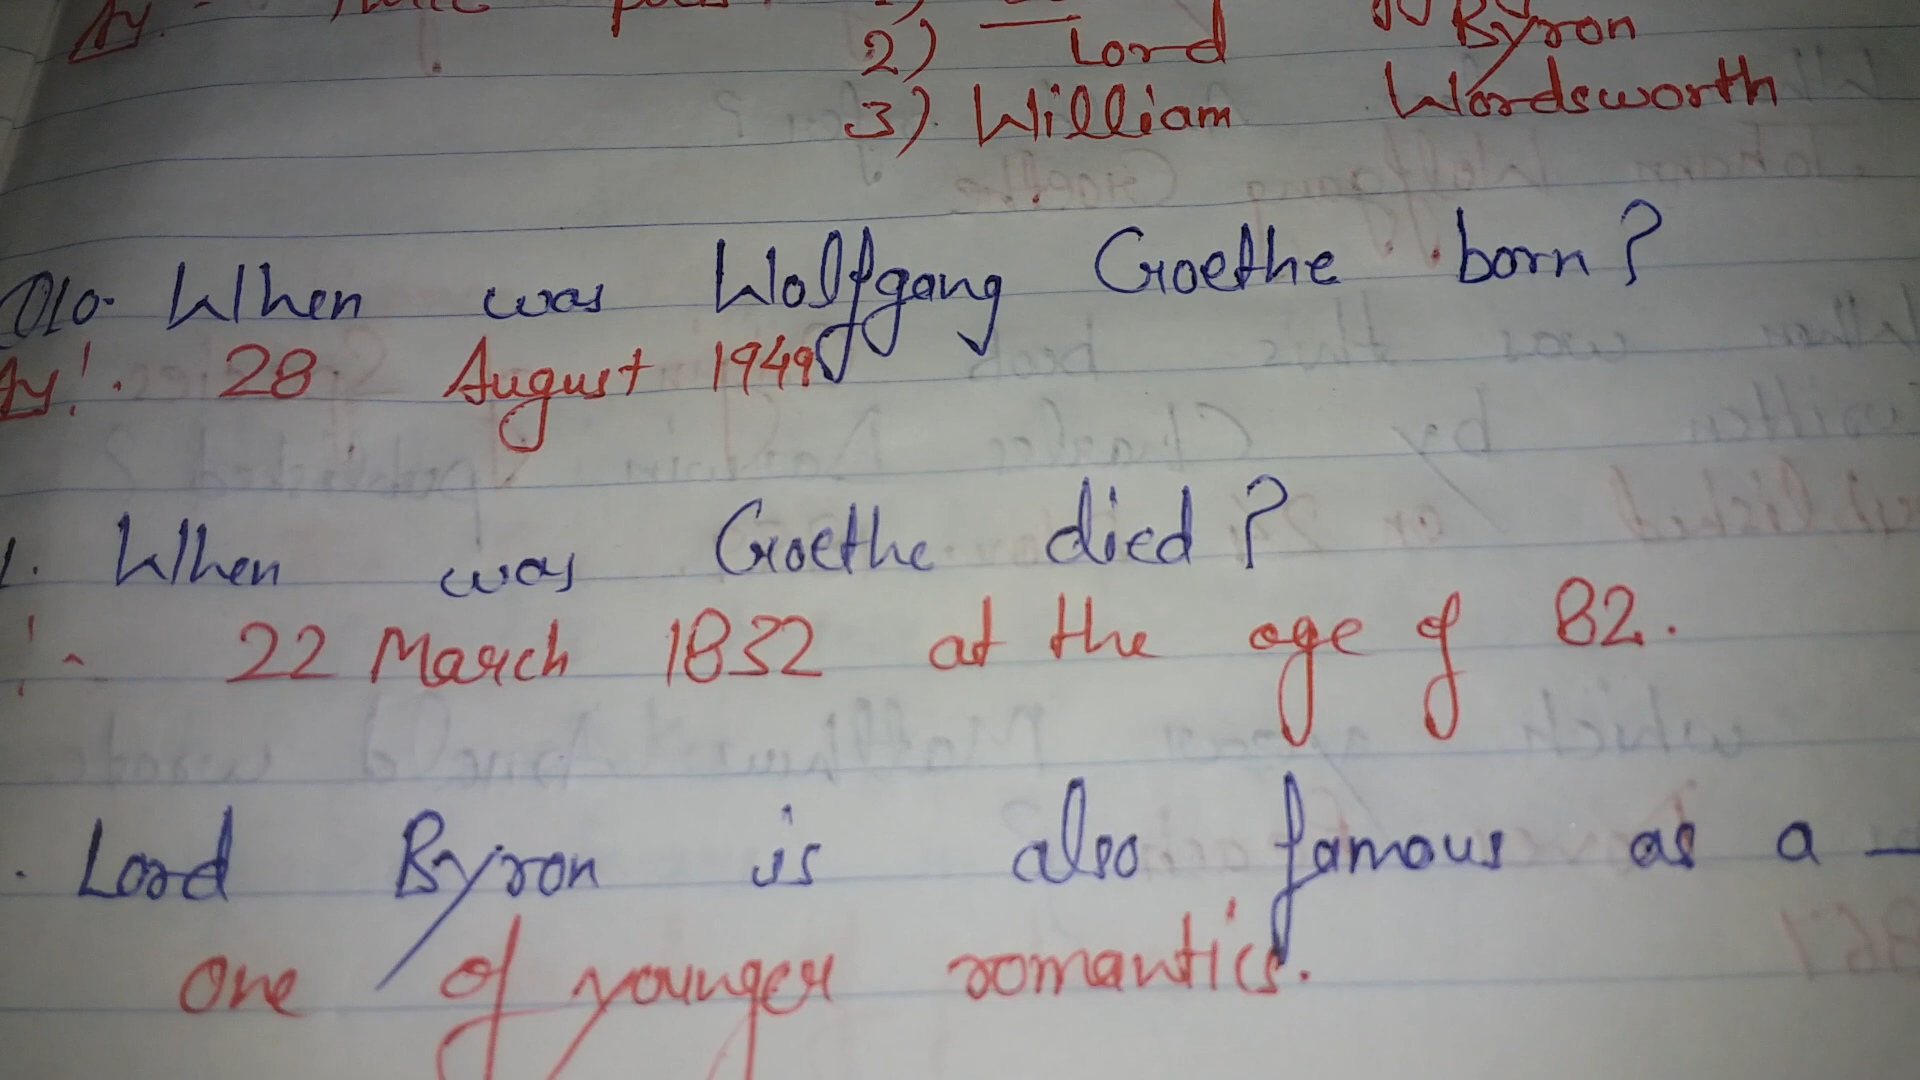 2) Lord Byron
3) William Wordsworth
Q10. When was Wolfgang Goethe born?
28 August 1949
When was Goethe died?
22 March 1832 at the age of 82.
Lord Byron is also famous as a —
one of younger romantics.